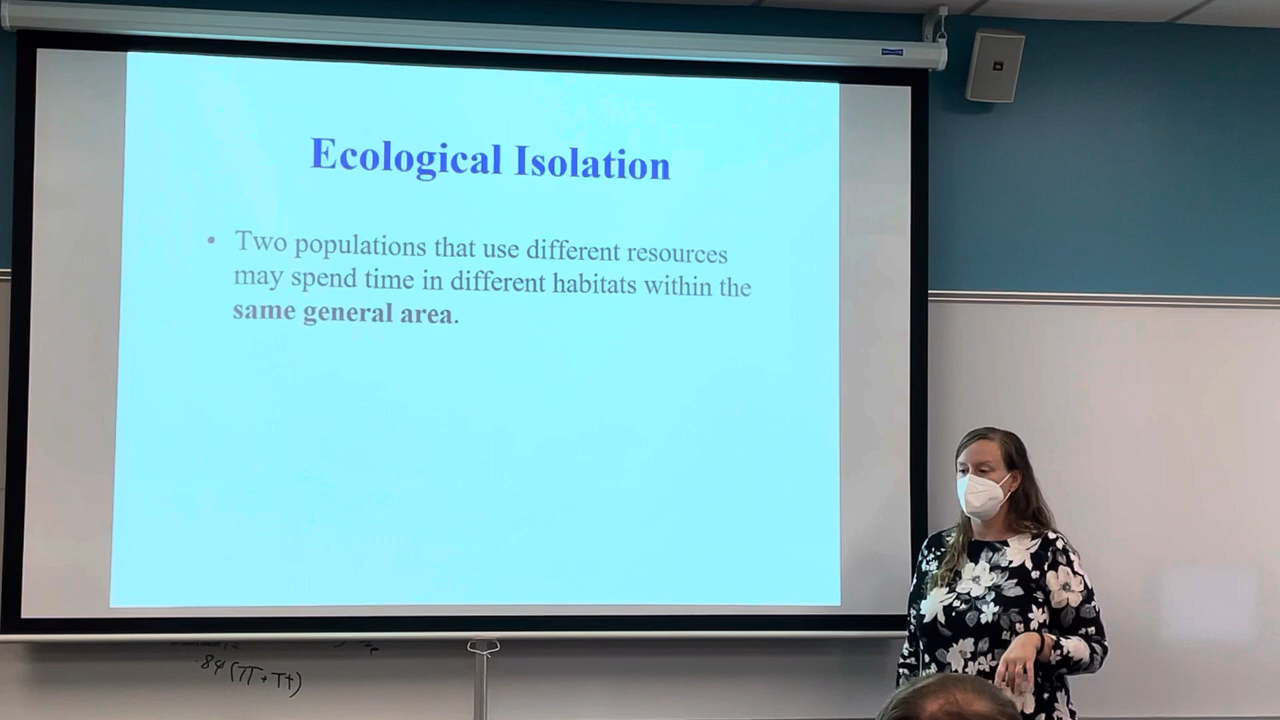 Ecological Isolation
• Two populations that use different resources
may spend time in different habitats within the
same general area.
84 (TT + Tt)